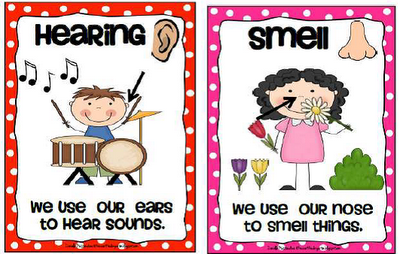 Hearing
We use our ears
to hear sounds.
Smell
We use our nose
to smell things.